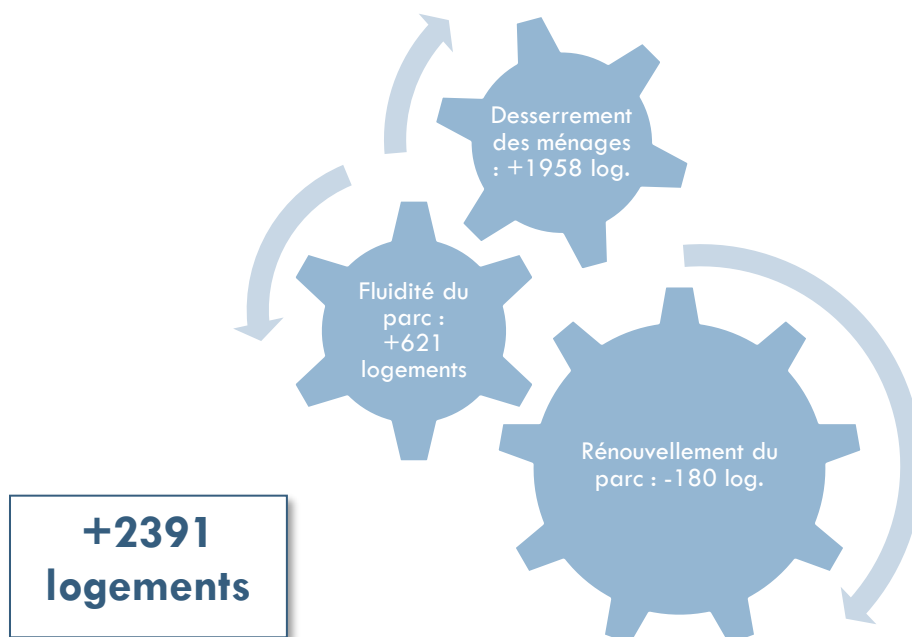 Desserrement
des ménages
: +1958 log.
Fluidité du
parc :
+621
logements
Rénouvellement du
parc : -180 log.
+2391
logements